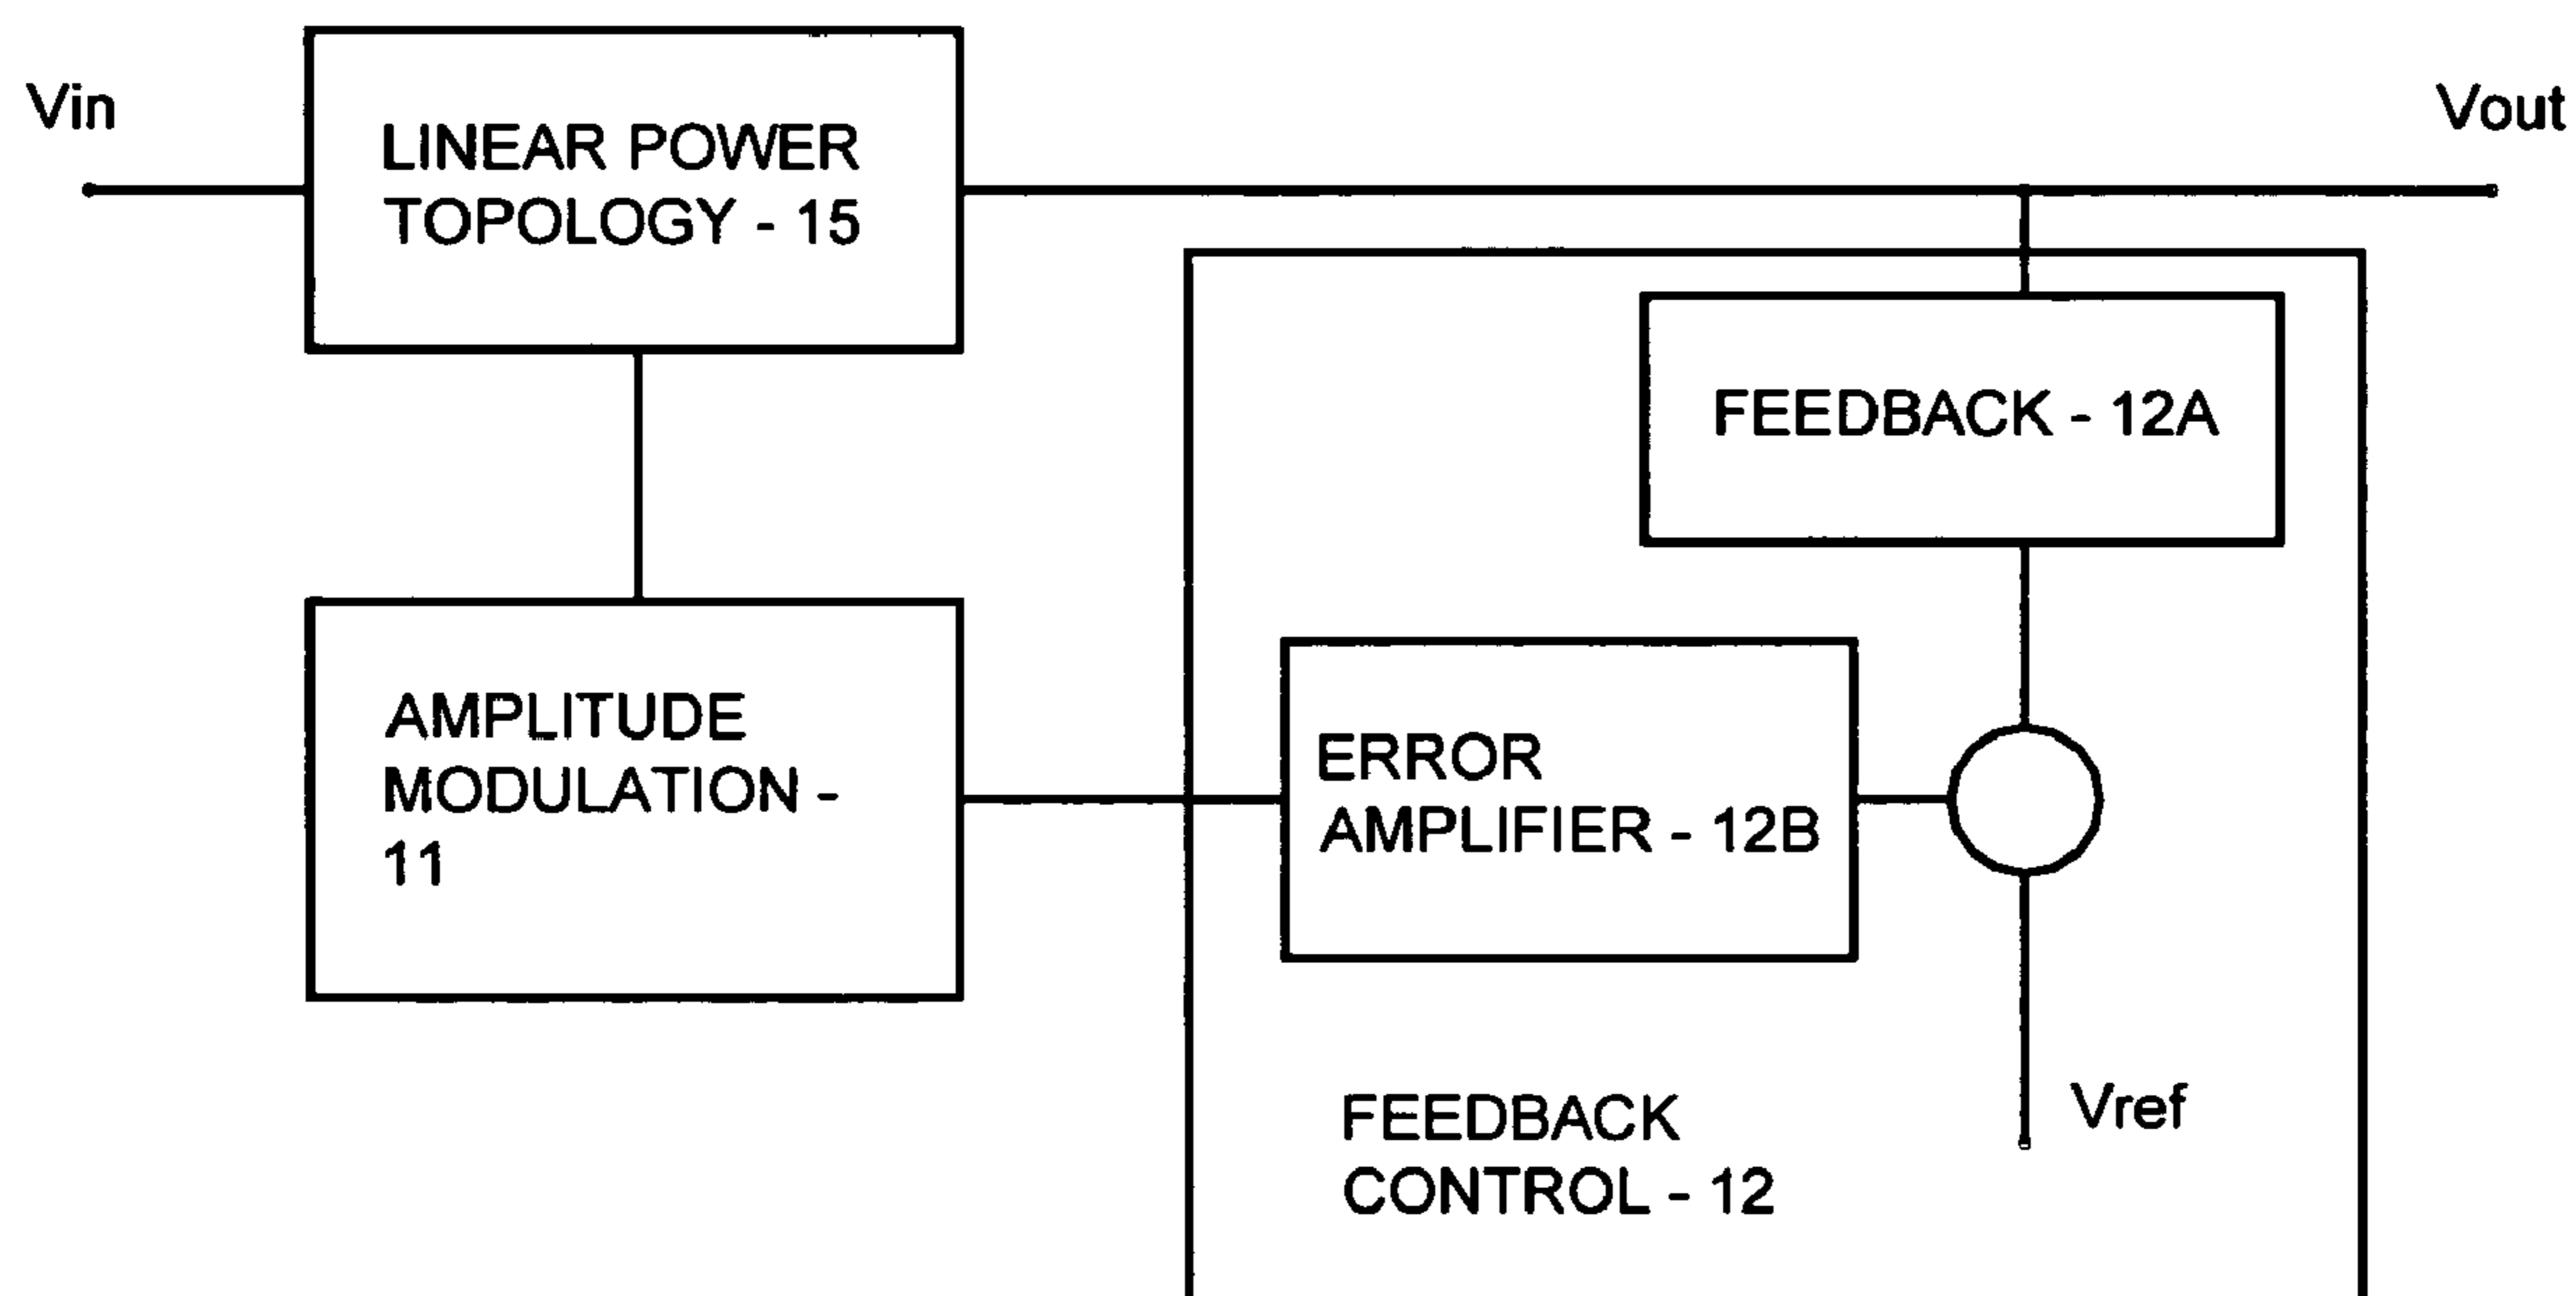 Vin
LINEAR POWER
TOPOLOGY - 15
Vout
FEEDBACK - 12A
AMPLITUDE
MODULATION -
11
ERROR
AMPLIFIER - 12B
FEEDBACK
CONTROL - 12
Vref